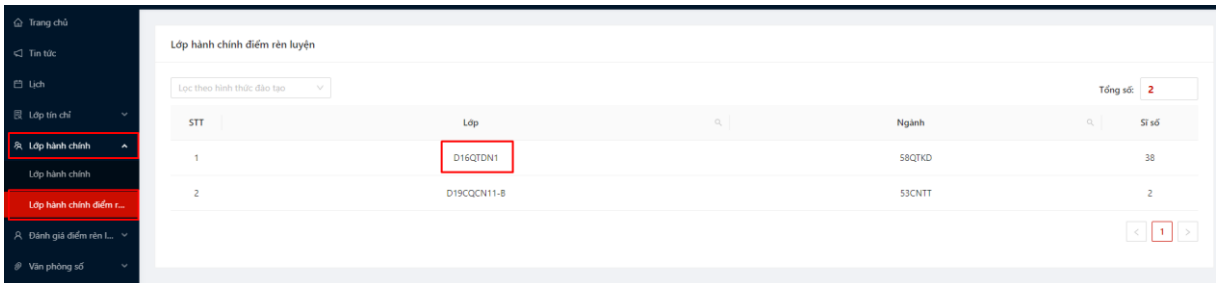 Trang chủ
Tin tức
Lịch
Lớp tín chỉ
Lớp hành chính
Lớp hành chính
Lớp hành chính điểm r...
Đánh giá điểm rèn l...
Văn phòng số
Lớp hành chính điểm rèn luyện
Lọc theo hình thức đào tạo
Tổng số: 2
STT Lớp Ngành Sĩ số
1 D16QTDN1 58QTKD 38
2 D19CQCN11-B 53CNTT 2
< 1 >